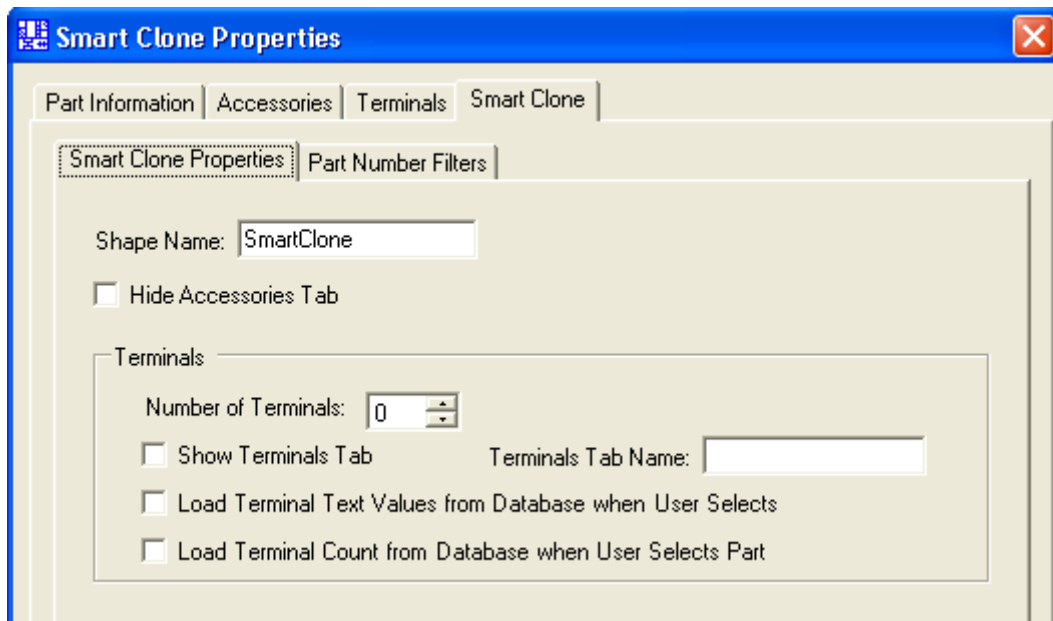 Smart Clone Properties
Part Information Accessories Terminals Smart Clone
Smart Clone Properties Part Number Filters
Shape Name: SmartClone
Hide Accessories Tab
Terminals
Number of Terminals: 0
Show Terminals Tab Terminals Tab Name:
Load Terminal Text Values from Database when User Selects
Load Terminal Count from Database when User Selects Part